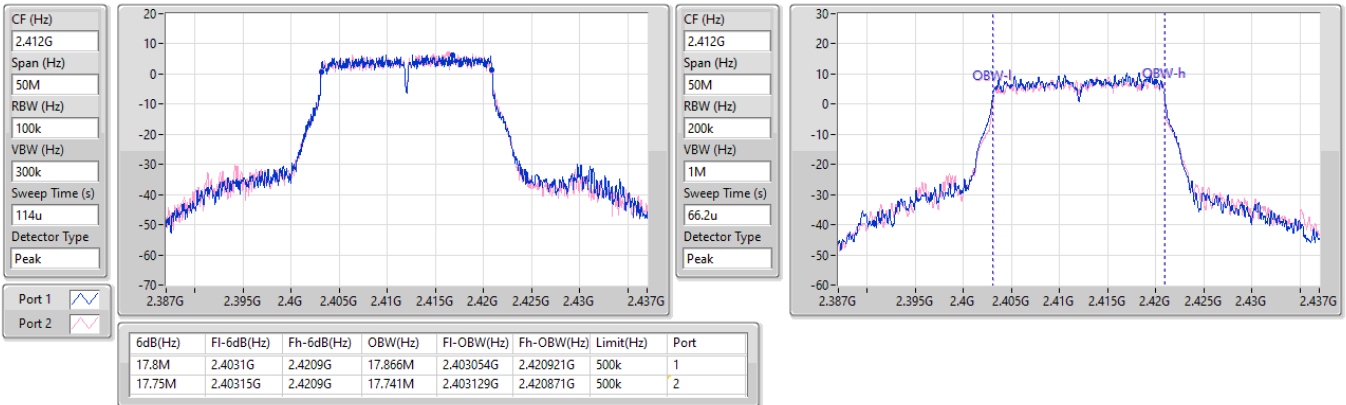 CF (Hz)
2.412G
Span (Hz)
50M
RBW (Hz)
100k
VBW (Hz)
300k
Sweep Time (s)
114u
Detector Type
Peak
Port 1
Port 2
20
10
0
-10
-20
-30
-40
-50
-60
-70
2.387G 2.395G 2.4G 2.405G 2.41G 2.415G 2.42G 2.425G 2.43G 2.437G
CF (Hz)
2.412G
Span (Hz)
50M
RBW (Hz)
200k
VBW (Hz)
1M
Sweep Time (s)
66.2u
Detector Type
Peak
30
20
10
0
-10
-20
-30
-40
-50
-60
OBW-l
OBW-h
2.387G 2.395G 2.4G 2.405G 2.41G 2.415G 2.42G 2.425G 2.43G 2.437G
6dB(Hz) Fl-6dB(Hz) Fh-6dB(Hz) OBW(Hz) Fl-OBW(Hz) Fh-OBW(Hz) Limit(Hz) Port
17.8M 2.4031G 2.4209G 17.866M 2.403054G 2.420921G 500k 1
17.75M 2.40315G 2.4209G 17.741M 2.403129G 2.420871G 500k 2